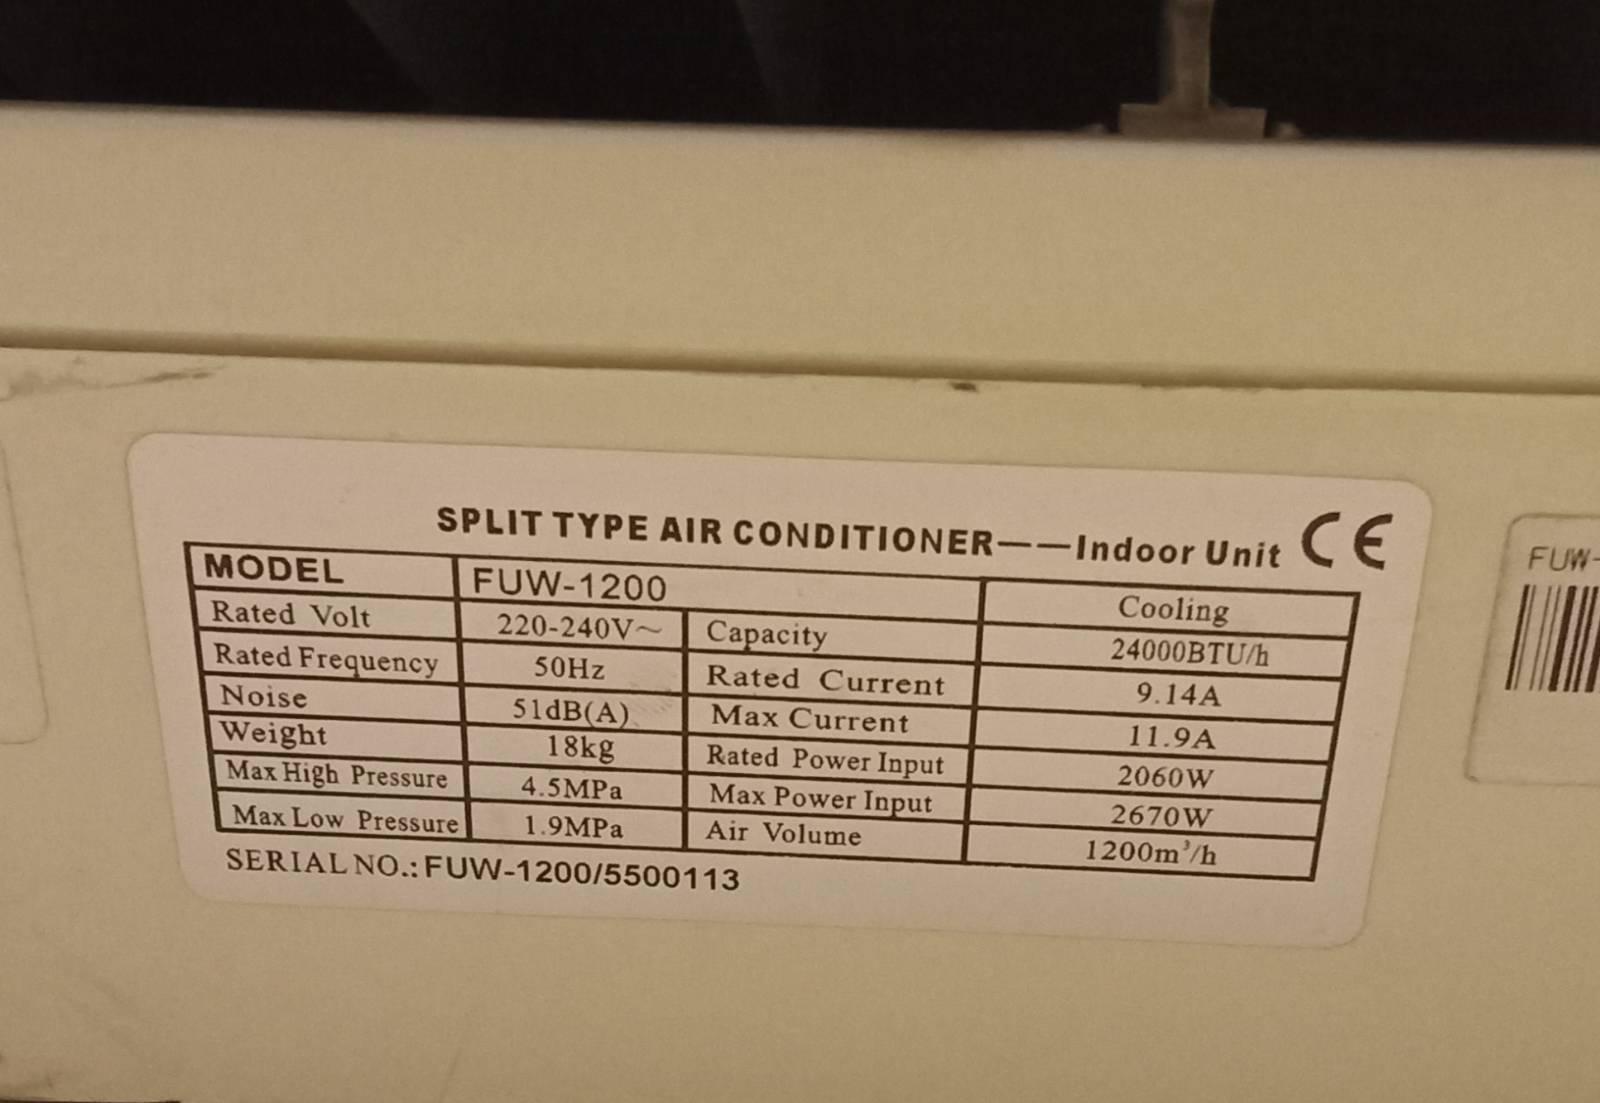 SPLIT TYPE AIR CONDITIONER——Indoor Unit CE
MODEL FUW-1200 Cooling
Rated Volt 220-240V~ Capacity 24000BTU/h
Rated Frequency 50Hz Rated Current 9.14A
Noise 51dB(A) Max Current 11.9A
Weight 18kg Rated Power Input 2060W
Max High Pressure 4.5MPa Max Power Input 2670W
Max Low Pressure 1.9MPa Air Volume 1200m³/h
SERIAL NO.: FUW-1200/5500113
FUW-